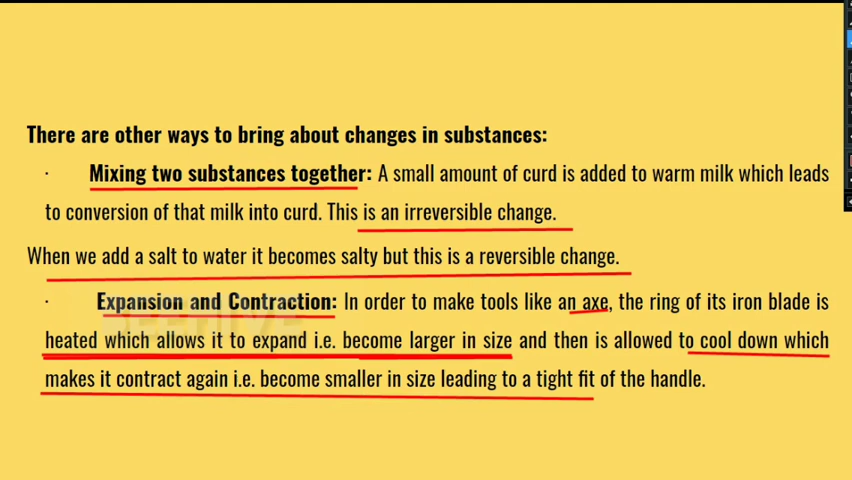 There are other ways to bring about changes in substances:
· Mixing two substances together: A small amount of curd is added to warm milk which leads
to conversion of that milk into curd. This is an irreversible change.
When we add a salt to water it becomes salty but this is a reversible change.
· Expansion and Contraction: In order to make tools like an axe, the ring of its iron blade is
heated which allows it to expand i.e. become larger in size and then is allowed to cool down which
makes it contract again i.e. become smaller in size leading to a tight fit of the handle.